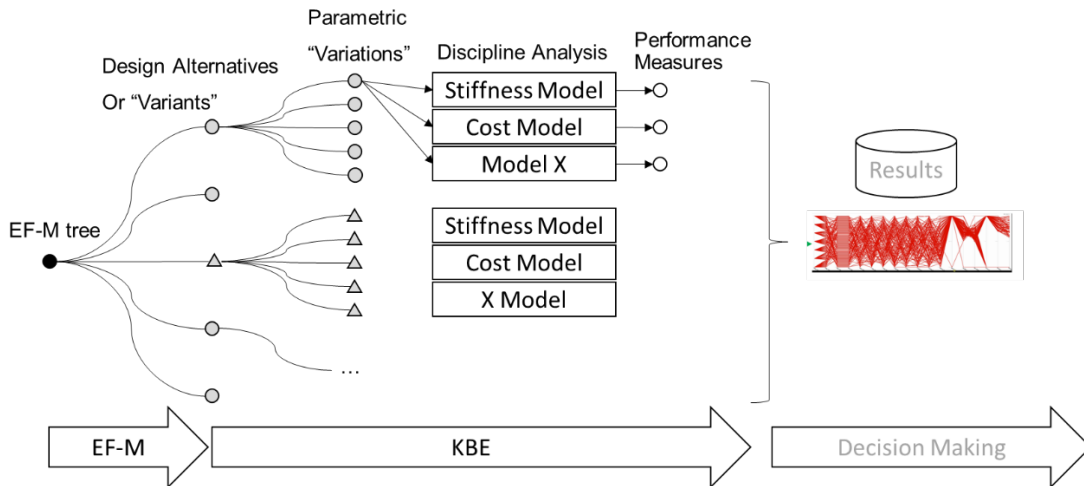 Parametric
“Variations”
Design Alternatives
Or “Variants”
Discipline Analysis
Performance
Measures
Stiffness Model
Cost Model
Model X
Results
EF-M tree
Stiffness Model
Cost Model
X Model
...
EF-M
KBE
Decision Making